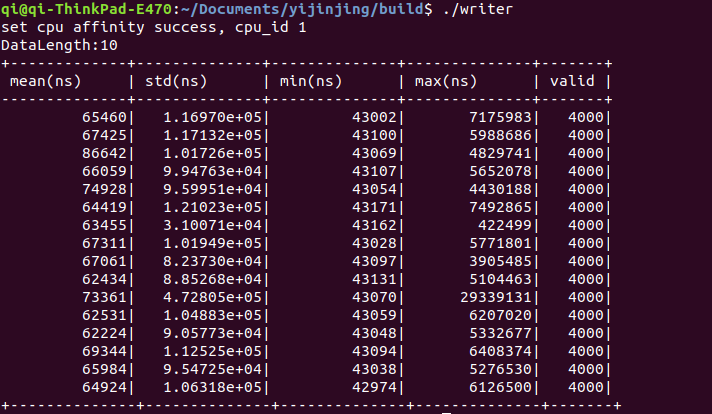 qi@qi-ThinkPad-E470:~/Documents/yijinjing/build$ ./writer
set cpu affinity success, cpu_id 1
DataLength:10
+--------------+--------------+--------------+--------------+-------+
 mean(ns)     | std(ns)      | min(ns)      | max(ns)      | valid |
--------------+--------------+--------------+--------------+-------+
         65460|   1.16970e+05|         43002|       7175983|   4000|
         67425|   1.17132e+05|         43100|       5988686|   4000|
         86642|   1.01726e+05|         43069|       4829741|   4000|
         66059|   9.94763e+04|         43107|       5652078|   4000|
         74928|   9.59951e+04|         43054|       4430188|   4000|
         64419|   1.21023e+05|         43171|       7492865|   4000|
         63455|   3.10071e+04|         43162|        422499|   4000|
         67311|   1.01949e+05|         43028|       5771801|   4000|
         67061|   8.23730e+04|         43097|       3905485|   4000|
         62434|   8.85268e+04|         43131|       5104463|   4000|
         73361|   4.72805e+05|         43070|      29339131|   4000|
         62531|   1.04883e+05|         43059|       6207020|   4000|
         62224|   9.05773e+04|         43048|       5332677|   4000|
         69344|   1.12525e+05|         43094|       6408374|   4000|
         65984|   9.54725e+04|         43038|       5276530|   4000|
         64924|   1.06318e+05|         42974|       6126500|   4000|
+--------------+--------------+--------------+--------------+-------+